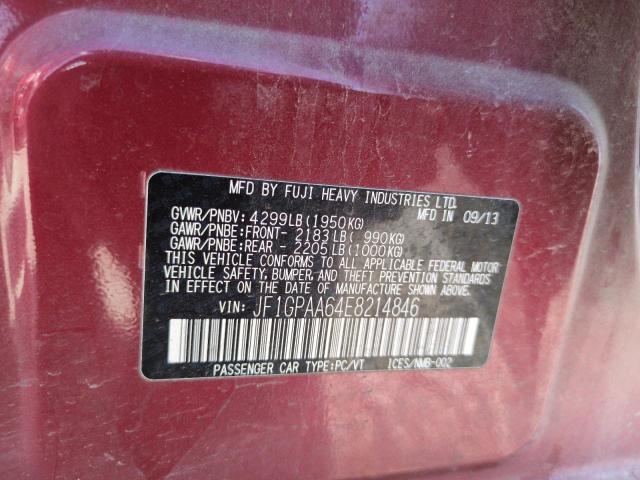 MFD BY FUJI HEAVY INDUSTRIES LTD.
GVWR/PNBV: 4299LB(1950KG) MFD IN 09/13
GAWR/PNBE:FRONT- 2183LB( 990KG)
GAWR/PNBE:REAR - 2205LB(1000KG)
THIS VEHICLE CONFORMS TO ALL APPLICABLE FEDERAL MOTOR
VEHICLE SAFETY, BUMPER, AND THEFT PREVENTION STANDARDS
IN EFFECT ON THE DATE OF MANUFACTURE SHOWN ABOVE.
VIN: JF1GPAA64E8214846
PASSENGER CAR TYPE:PC/VT ICES/NMB-002